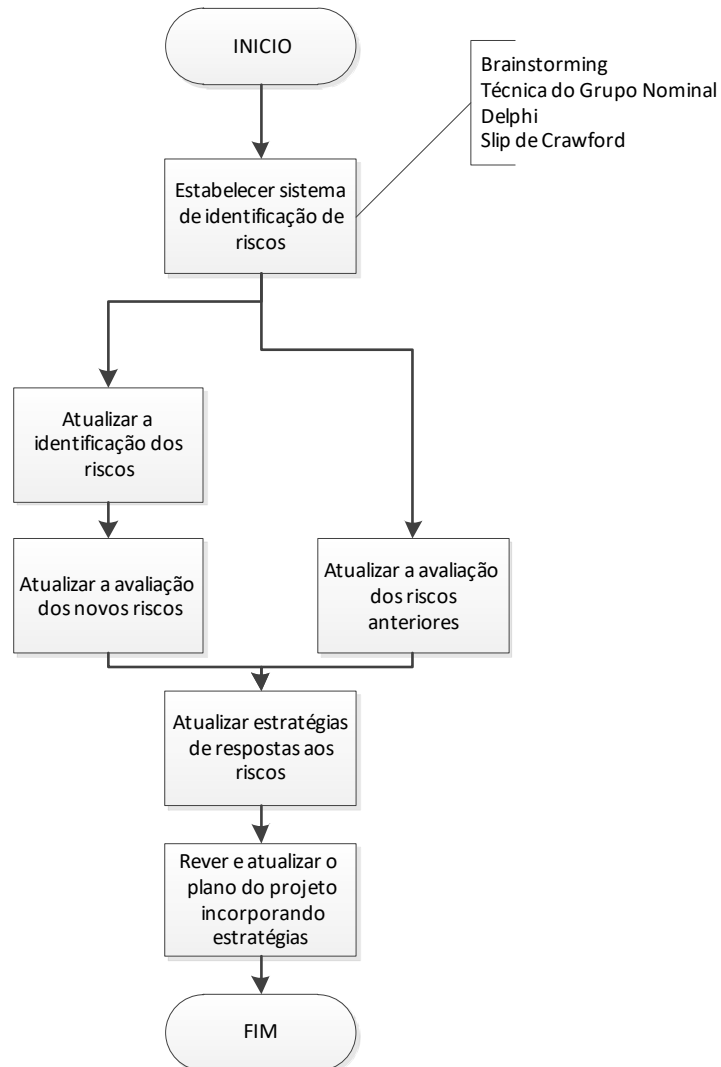 INICIO
Brainstorming
Técnica do Grupo Nominal
Delphi
Slip de Crawford
Estabelecer sistema
de identificação de
riscos
Atualizar a
identificação dos
riscos
Atualizar a avaliação
dos novos riscos
Atualizar a avaliação
dos riscos
anteriores
Atualizar estratégias
de respostas aos
riscos
Rever e atualizar o
plano do projeto
incorporando
estratégias
FIM